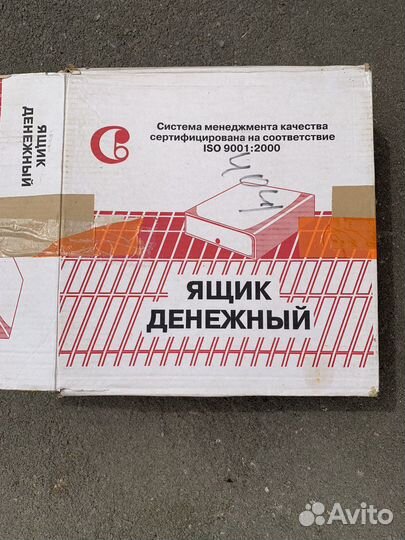 ЯЩИК
ДЕНЕЖНЫЙ
Система менеджмента качества
сертифицирована на соответствие
ISO 9001:2000
ЯЩИК
ДЕНЕЖНЫЙ
Avito